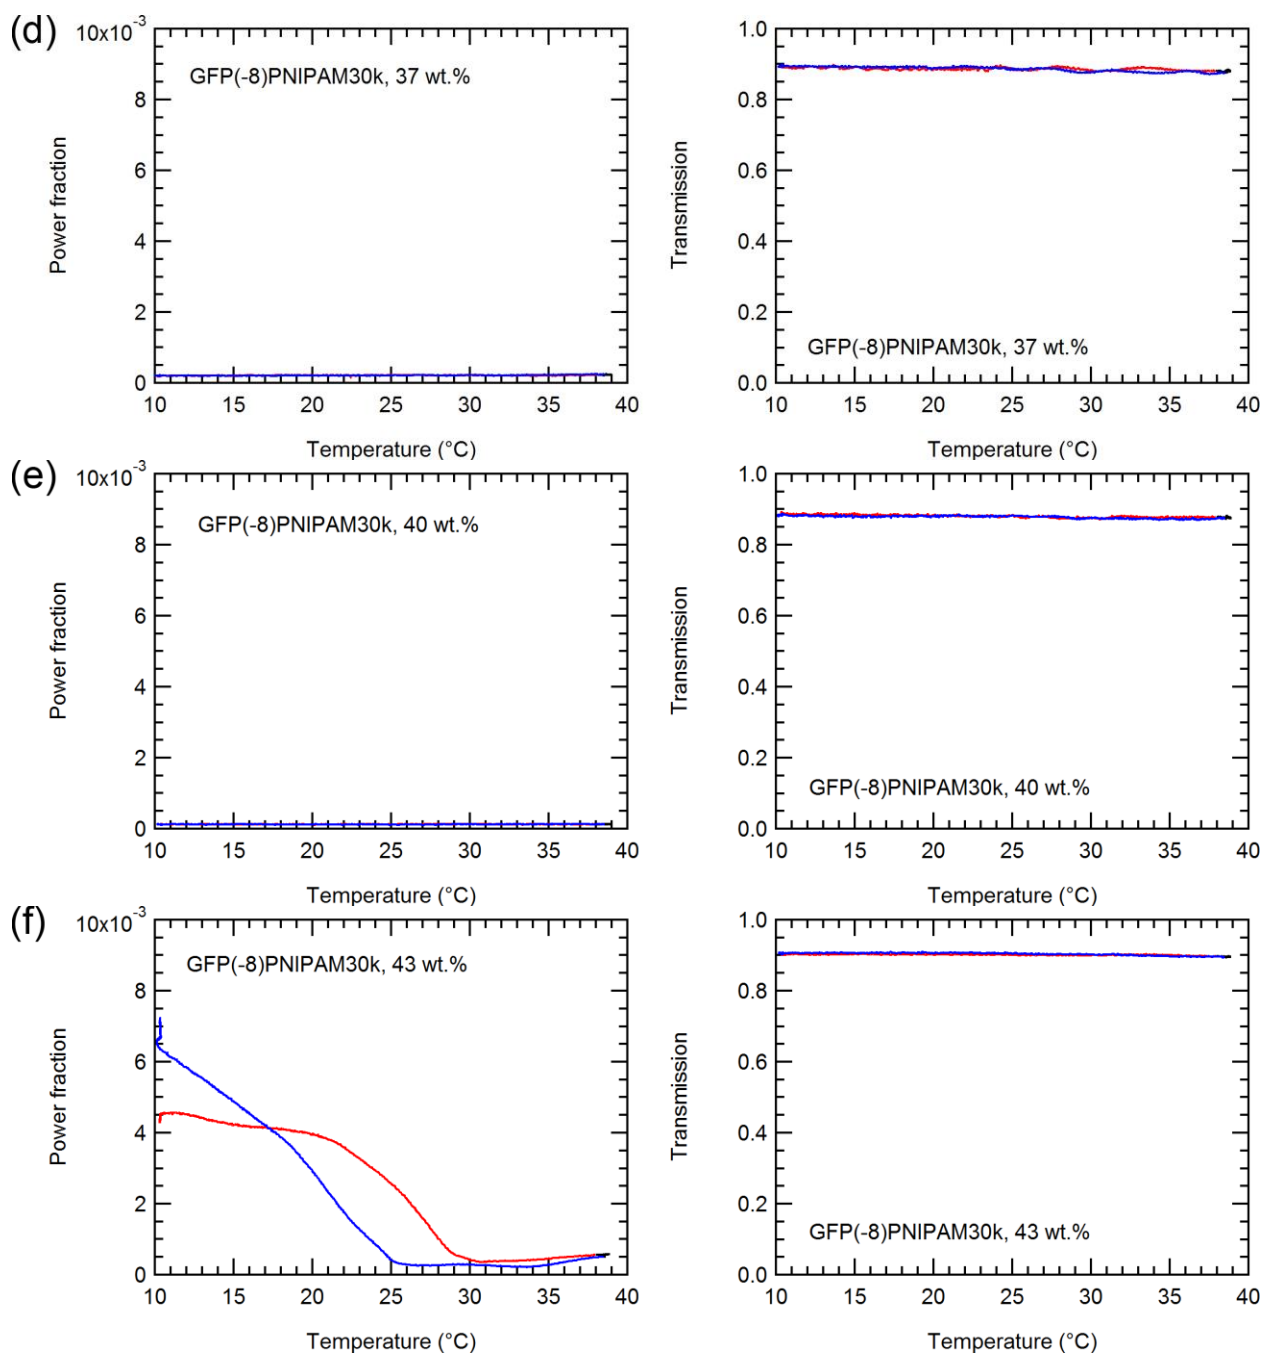 (d)
10x10⁻³
8
6
4
2
0
Power fraction
GFP(-8)PNIPAM30k, 37 wt.%
10 15 20 25 30 35 40
Temperature (°C)
1.0
0.8
0.6
0.4
0.2
0.0
Transmission
GFP(-8)PNIPAM30k, 37 wt.%
10 15 20 25 30 35 40
Temperature (°C)
(e)
10x10⁻³
8
6
4
2
0
Power fraction
GFP(-8)PNIPAM30k, 40 wt.%
10 15 20 25 30 35 40
Temperature (°C)
1.0
0.8
0.6
0.4
0.2
0.0
Transmission
GFP(-8)PNIPAM30k, 40 wt.%
10 15 20 25 30 35 40
Temperature (°C)
(f)
10x10⁻³
8
6
4
2
0
Power fraction
GFP(-8)PNIPAM30k, 43 wt.%
10 15 20 25 30 35 40
Temperature (°C)
1.0
0.8
0.6
0.4
0.2
0.0
Transmission
GFP(-8)PNIPAM30k, 43 wt.%
10 15 20 25 30 35 40
Temperature (°C)